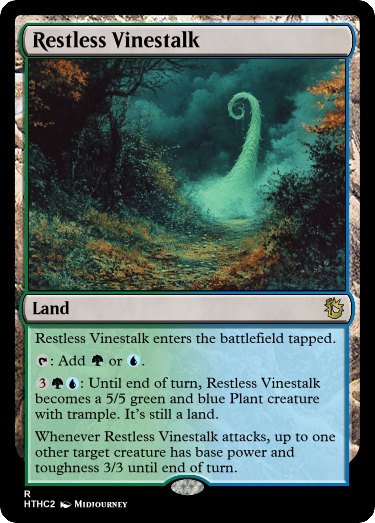 Restless Vinestalk
Land
Restless Vinestalk enters the battlefield tapped.
: Add or .
3 : Until end of turn, Restless Vinestalk
becomes a 5/5 green and blue Plant creature
with trample. It's still a land.
Whenever Restless Vinestalk attacks, up to one
other target creature has base power and
toughness 3/3 until end of turn.
R
HTHC2 Midjourney